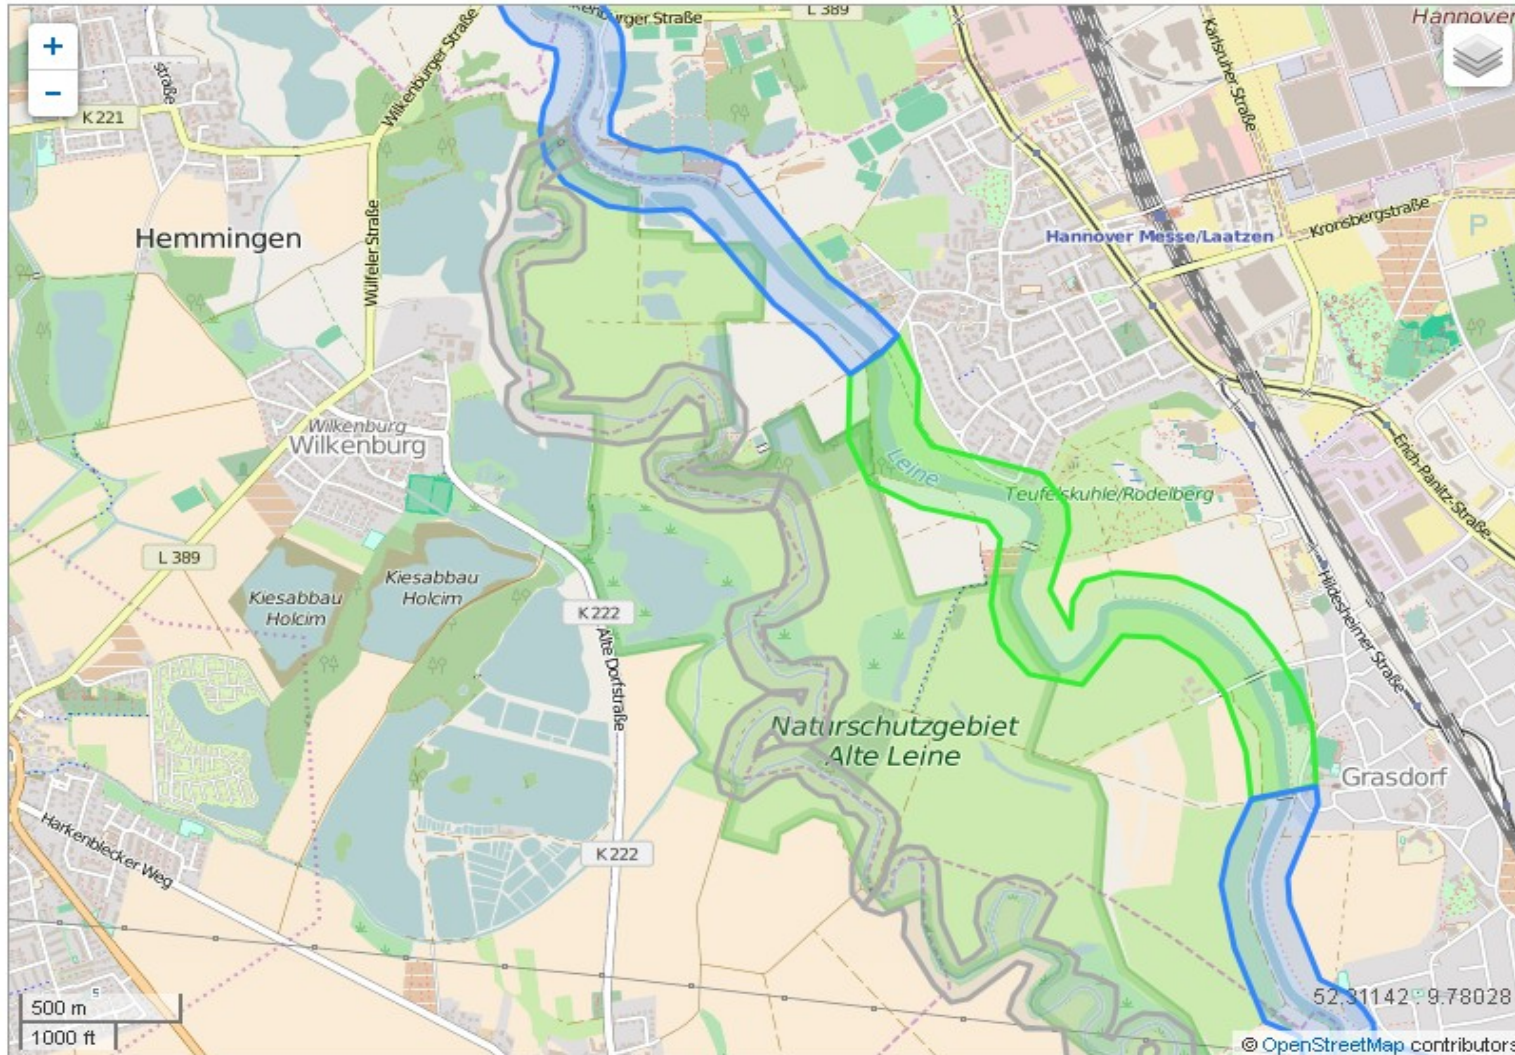 Wilkenburger Straße
L 389
Hannover
+
−
straße
Wilkenburger Straße
Karlsruher Straße
K 221
Hemmingen
Wülfeler Straße
Hannover Messe/Laatzen
Kronsbergstraße
P
Wilkenburg
Wilkenburg
Leine
Teufelskuhle/Rodelberg
Erich-Panitz-Straße
L 389
Kiesabbau
Holcim
Kiesabbau
Holcim
K 222
Alte Dorfstraße
Hildesheimer Straße
Naturschutzgebiet
Alte Leine
Grasdorf
Harkenblecker Weg
K 222
S
500 m
1000 ft
52.31142 : 9.78028
© OpenStreetMap contributors